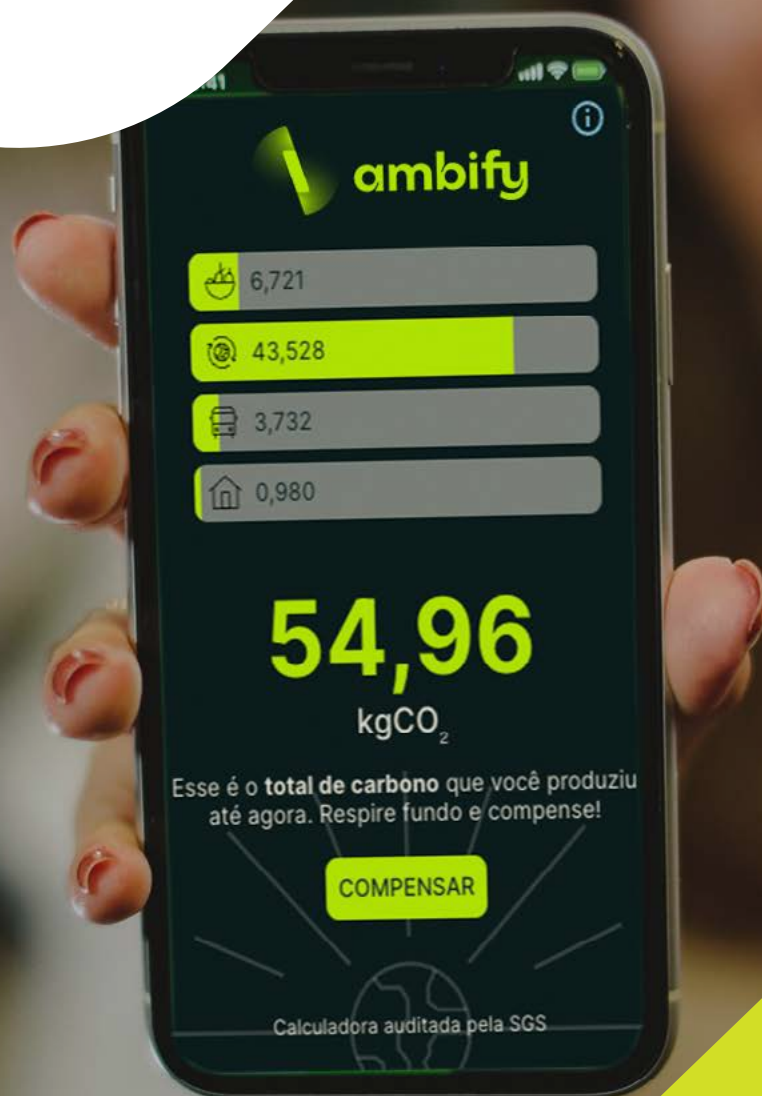 ambify
6,721
43,528
3,732
0,980
54,96
kgCO₂
Esse é o total de carbono que você produziu
até agora. Respire fundo e compense!
COMPENSAR
Calculadora auditada pela SGS